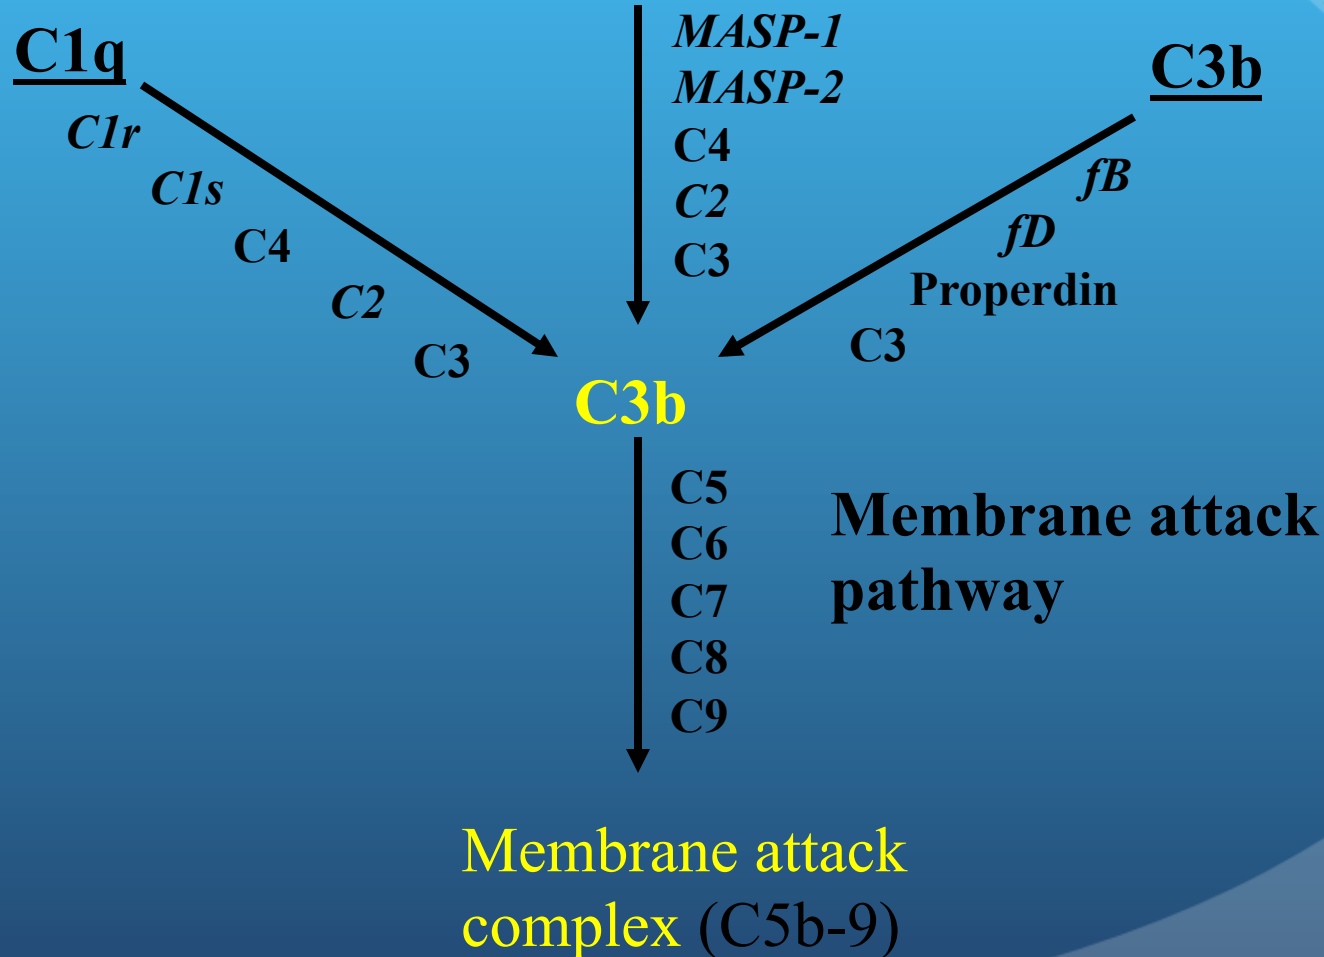 C1q
C1r
C1s
C4
C2
C3
MASP-1
MASP-2
C4
C2
C3
C3b
fB
fD
Properdin
C3
C3b
C5
C6
C7
C8
C9
Membrane attack
pathway
Membrane attack
complex (C5b-9)